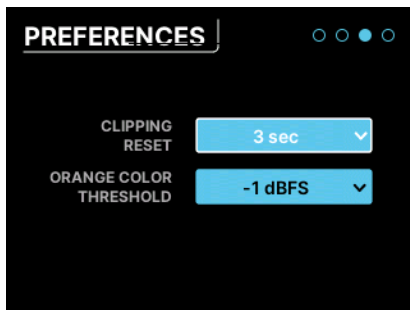 PREFERENCES
CLIPPING
RESET
3 sec
ORANGE COLOR
THRESHOLD
-1 dBFS